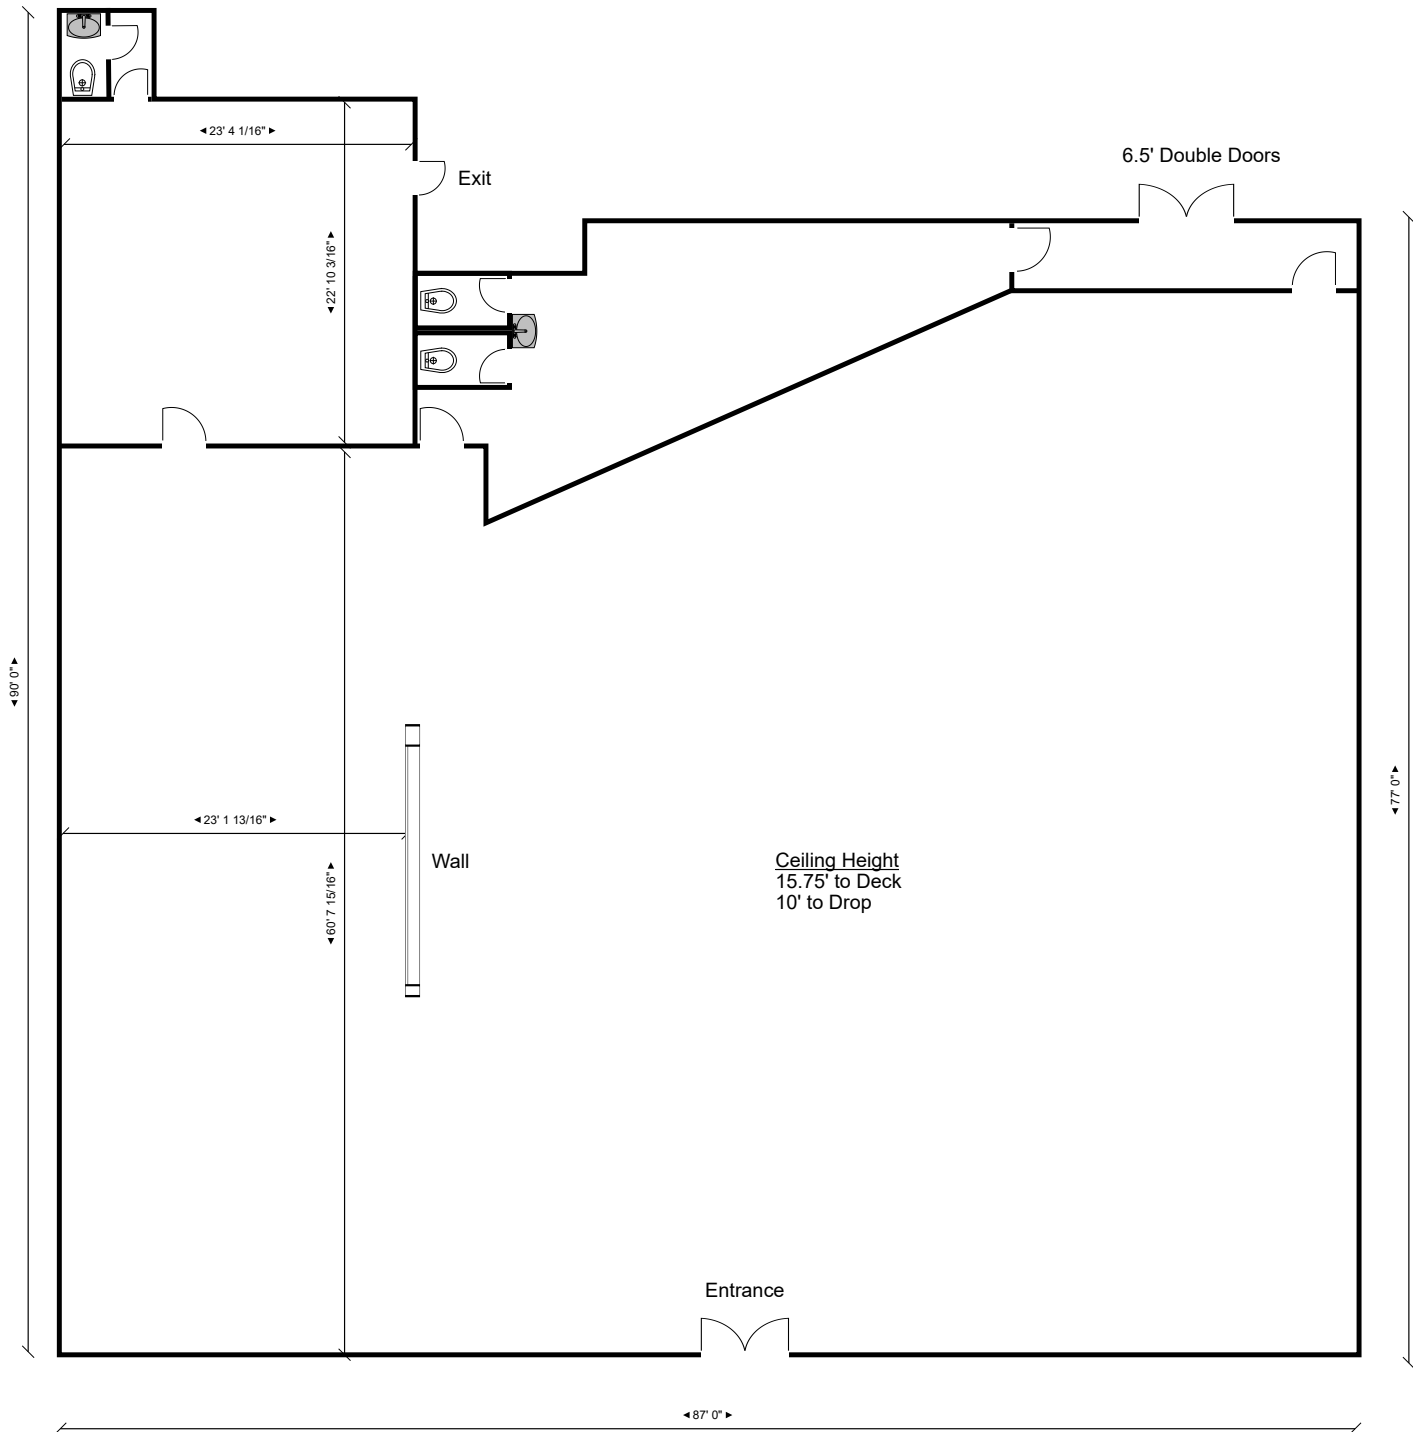 23' 4 1/16"
6.5' Double Doors
Exit
22' 10 3/16"
90' 0"
77' 0"
23' 1 13/16"
Wall
Ceiling Height
15.75' to Deck
10' to Drop
60' 7 15/16"
Entrance
87' 0"